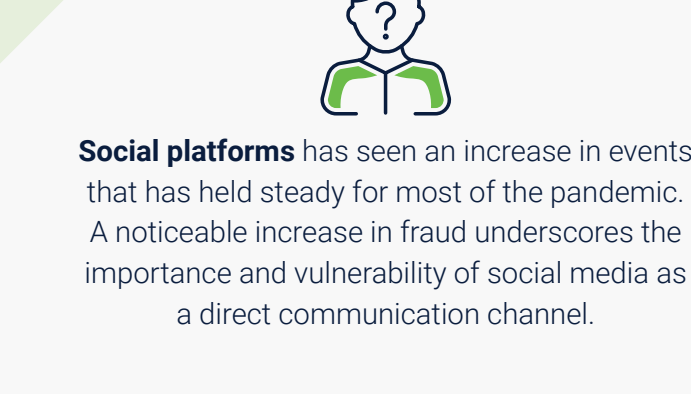 ?
Social platforms has seen an increase in events
that has held steady for most of the pandemic.
A noticeable increase in fraud underscores the
importance and vulnerability of social media as
a direct communication channel.